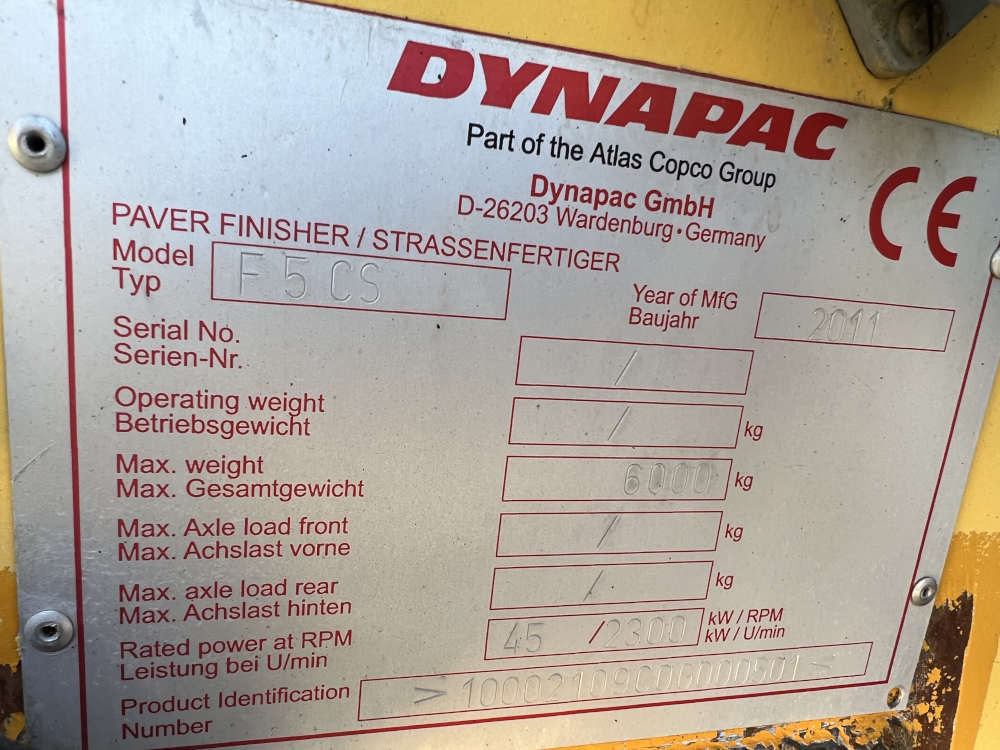 DYNAPAC
Part of the Atlas Copco Group
Dynapac GmbH
D-26203 Wardenburg•Germany
CE
PAVER FINISHER / STRASSENFERTIGER
Model
Typ
F 5 CS
Year of MfG
Baujahr
2011
Serial No.
Serien-Nr.
/
Operating weight
Betriebsgewicht
/ kg
Max. weight
Max. Gesamtgewicht
6000 kg
Max. Axle load front
Max. Achslast vorne
/ kg
Max. axle load rear
Max. Achslast hinten
/ kg
Rated power at RPM
Leistung bei U/min
45 / 2300
kW / RPM
kW / U/min
Product Identification
Number